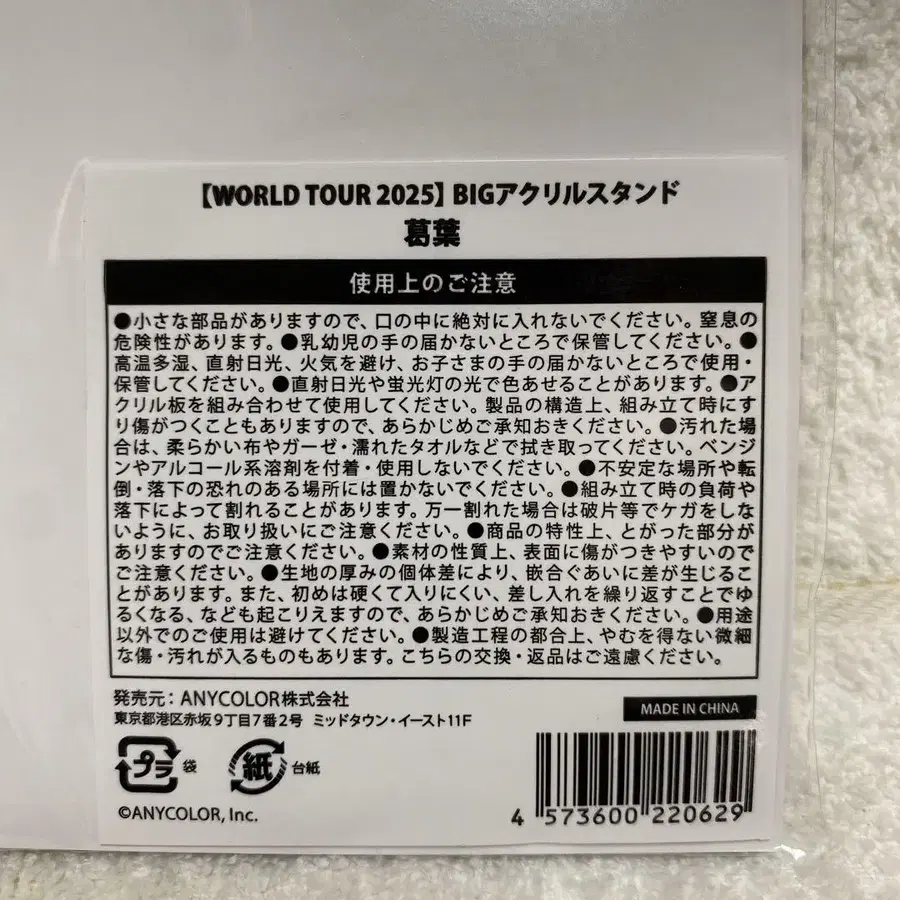 【WORLD TOUR 2025】BIGアクリルスタンド
葛葉
使用上のご注意
●小さな部品がありますので、口の中に絶対に入れないでください。窒息の
危険性があります。●乳幼児の手の届かないところで保管してください。●
高温多湿、直射日光、火気を避け、お子さまの手の届かないところで使用・
保管してください。●直射日光や蛍光灯の光で色あせることがあります。●ア
クリル板を組み合わせて使用してください。製品の構造上、組み立て時にす
り傷がつくこともありますので、あらかじめご承知おきください。●汚れた場
合は、柔らかい布やガーゼ・濡れたタオルなどで拭き取ってください。ベンジ
ンやアルコール系溶剤を付着・使用しないでください。●不安定な場所や転
倒・落下の恐れのある場所には置かないでください。●組み立て時の負荷や
落下によって割れることがあります。万一割れた場合は破片等でケガをしな
いように、お取り扱いにご注意ください。●商品の特性上、とがった部分が
ありますのでご注意ください。●素材の性質上、表面に傷がつきやすいので
ご注意ください。●生地の厚みの個体差により、嵌合ぐあいに差が生じるこ
とがあります。また、初めは硬くて入りにくい、差し入れを繰り返すことでゆ
るくなる、なども起こりえますので、あらかじめご承知おきください。●用途
以外でのご使用は避けてください。●製造工程の都合上、やむを得ない微細
な傷・汚れが入るものもあります。こちらの交換・返品はご遠慮ください。
発売元：ANYCOLOR株式会社
東京都港区赤坂9丁目7番2号 ミッドタウン・イースト11F
MADE IN CHINA
プラ 袋 紙 台紙
©ANYCOLOR, Inc.
4 573600 220629